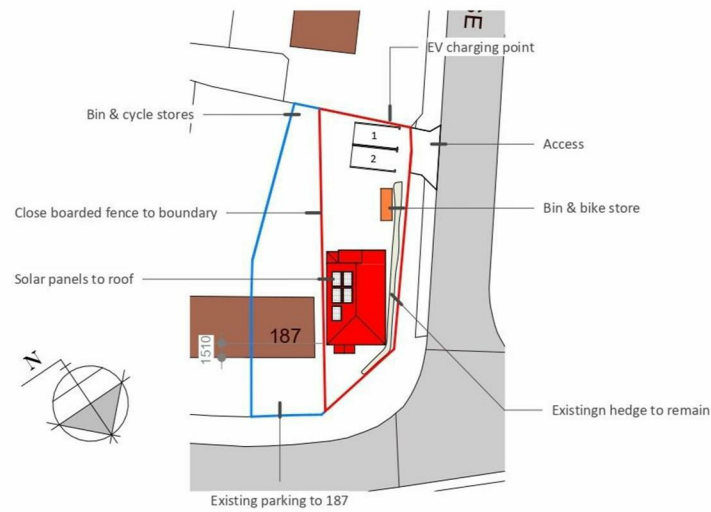 SE
EV charging point
Bin & cycle stores
1
2
Access
Close boarded fence to boundary
Bin & bike store
Solar panels to roof
187
1510
N
Existingn hedge to remain
Existing parking to 187